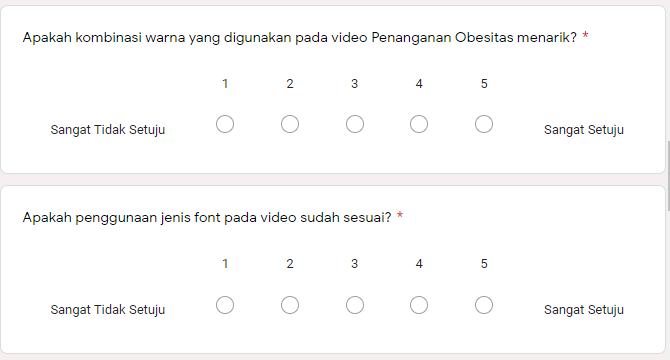 Apakah kombinasi warna yang digunakan pada video Penanganan Obesitas menarik? *
1 2 3 4 5
Sangat Tidak Setuju Sangat Setuju
Apakah penggunaan jenis font pada video sudah sesuai? *
1 2 3 4 5
Sangat Tidak Setuju Sangat Setuju